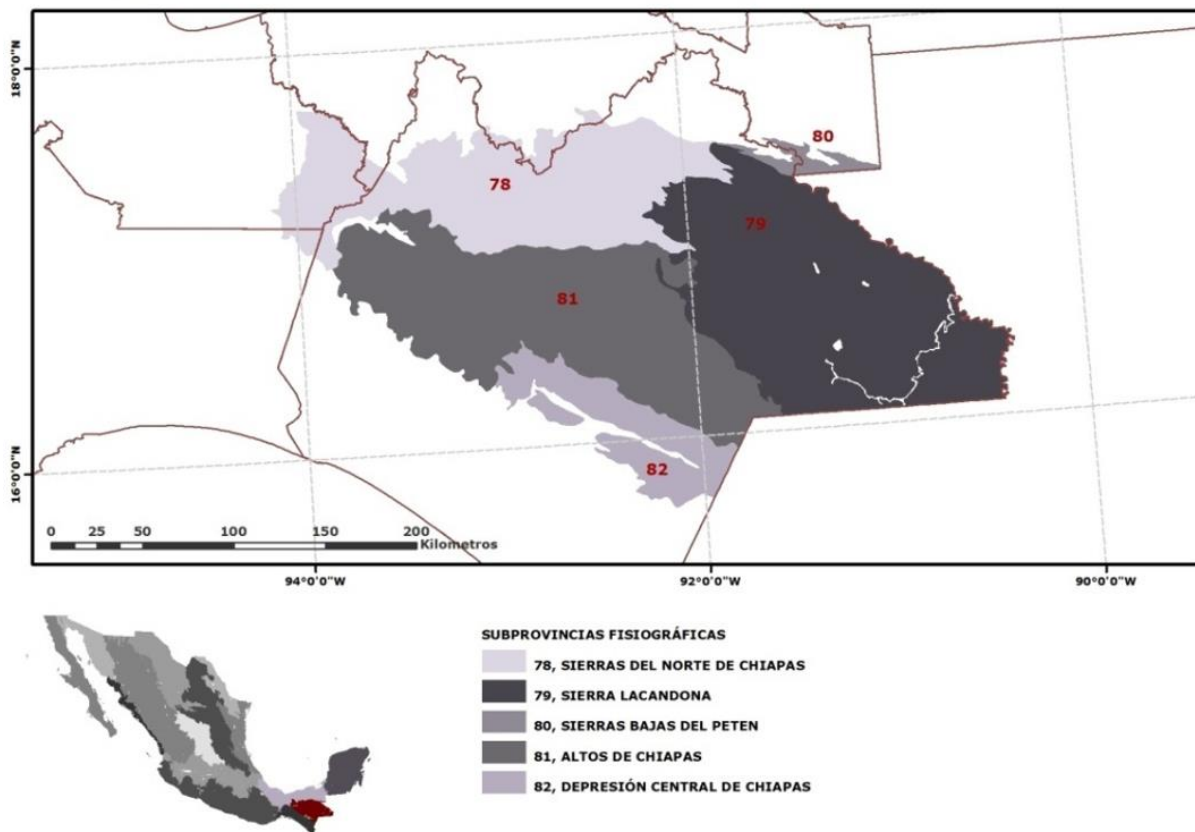 18°0'0"N
80
78
79
81
82
16°0'0"N
0 25 50 100 150 200
Kilometros
94°0'0"W 92°0'0"W 90°0'0"W
SUBPROVINCIAS FISIOGRÁFICAS
78, SIERRAS DEL NORTE DE CHIAPAS
79, SIERRA LACANDONA
80, SIERRAS BAJAS DEL PETEN
81, ALTOS DE CHIAPAS
82, DEPRESIÓN CENTRAL DE CHIAPAS